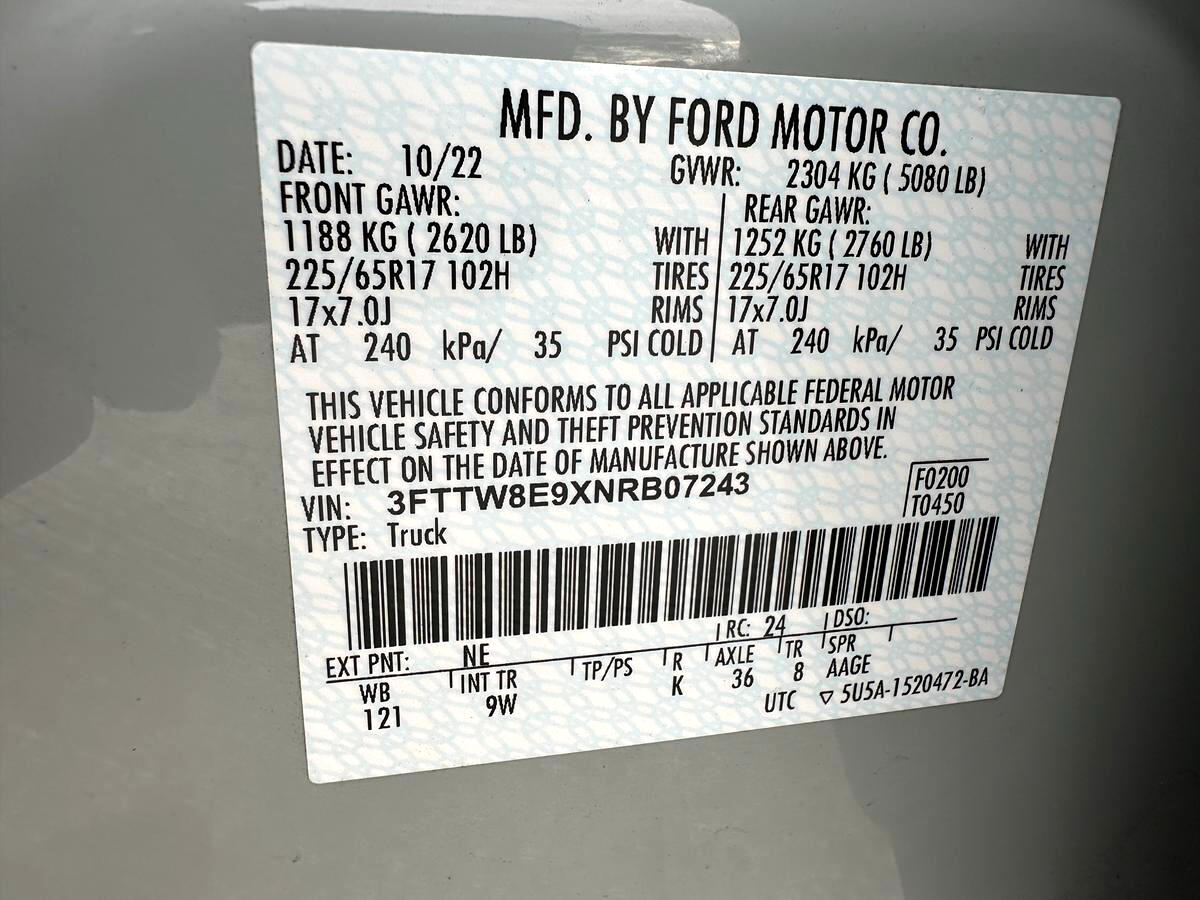 MFD. BY FORD MOTOR CO.
DATE: 10/22 GVWR: 2304 KG ( 5080 LB)
FRONT GAWR: REAR GAWR:
1188 KG ( 2620 LB) WITH 1252 KG ( 2760 LB) WITH
225/65R17 102H TIRES 225/65R17 102H TIRES
17x7.0J RIMS 17x7.0J RIMS
AT 240 kPa/ 35 PSI COLD AT 240 kPa/ 35 PSI COLD
THIS VEHICLE CONFORMS TO ALL APPLICABLE FEDERAL MOTOR
VEHICLE SAFETY AND THEFT PREVENTION STANDARDS IN
EFFECT ON THE DATE OF MANUFACTURE SHOWN ABOVE.
VIN: 3FTTW8E9XNRB07243 F0200
TYPE: Truck T0450
EXT PNT: NE RC: 24 DSO:
WB INT TR TP/PS R AXLE TR SPR
121 9W K 36 8 AAGE
UTC ▽ 5U5A-1520472-BA